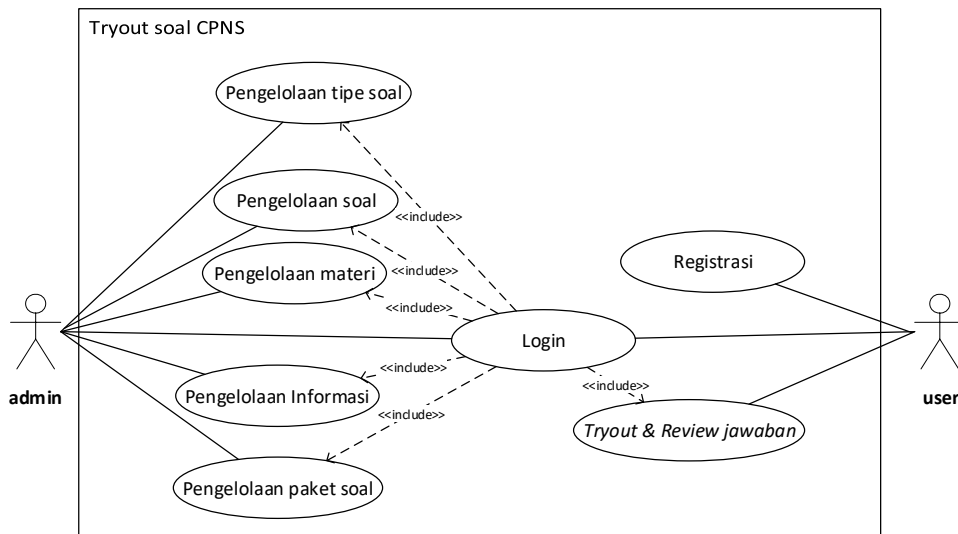 Tryout soal CPNS
Pengelolaan tipe soal
Pengelolaan soal
<<include>>
Pengelolaan materi
<<include>>
Registrasi
<<include>>
Login
admin
Pengelolaan Informasi
<<include>>
<<include>>
<<include>>
user
Tryout & Review jawaban
Pengelolaan paket soal